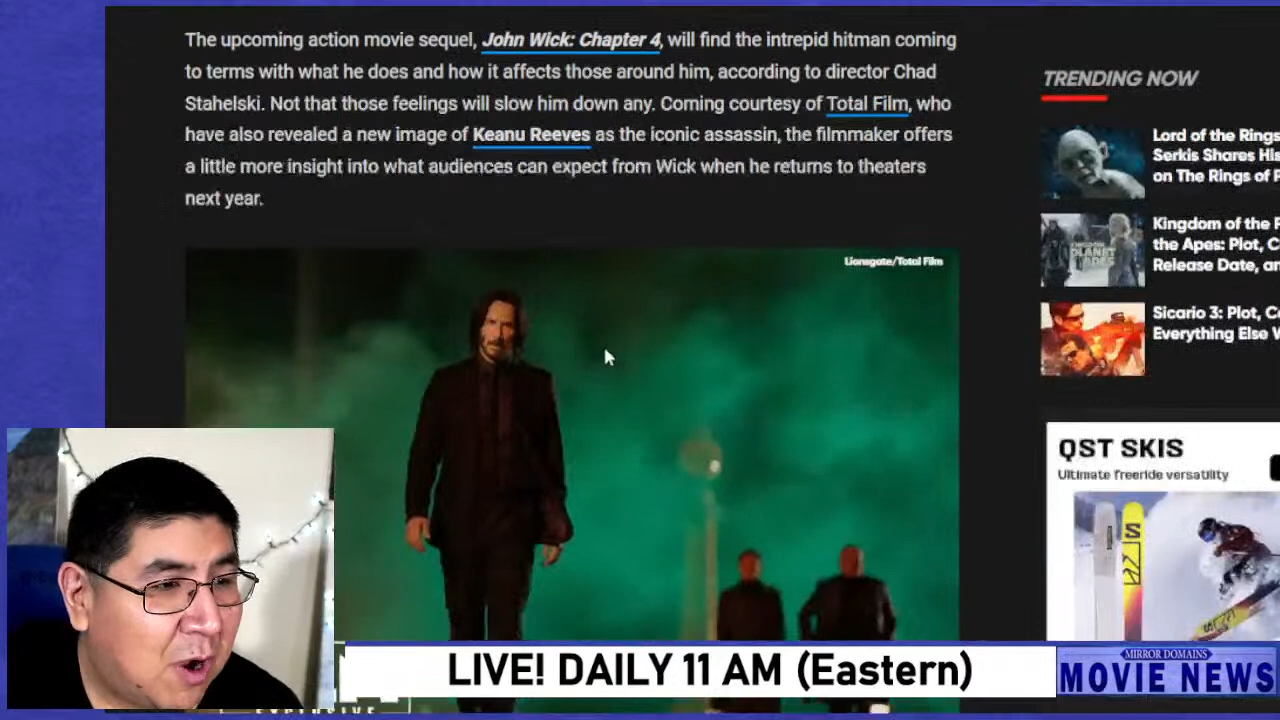 The upcoming action movie sequel, John Wick: Chapter 4, will find the intrepid hitman coming
to terms with what he does and how it affects those around him, according to director Chad
Stahelski. Not that those feelings will slow him down any. Coming courtesy of Total Film, who
have also revealed a new image of Keanu Reeves as the iconic assassin, the filmmaker offers
a little more insight into what audiences can expect from Wick when he returns to theaters
next year.
Lionsgate/Total Film
TRENDING NOW
Lord of the Rings
Serkis Shares His
on The Rings of
Kingdom of the
the Apes: Plot,
Release Date,
Sicario 3: Plot,
Everything Else
QST SKIS
Ultimate freeride versatility
LIVE! DAILY 11 AM (Eastern)
MIRROR DOMAINS
MOVIE NEWS